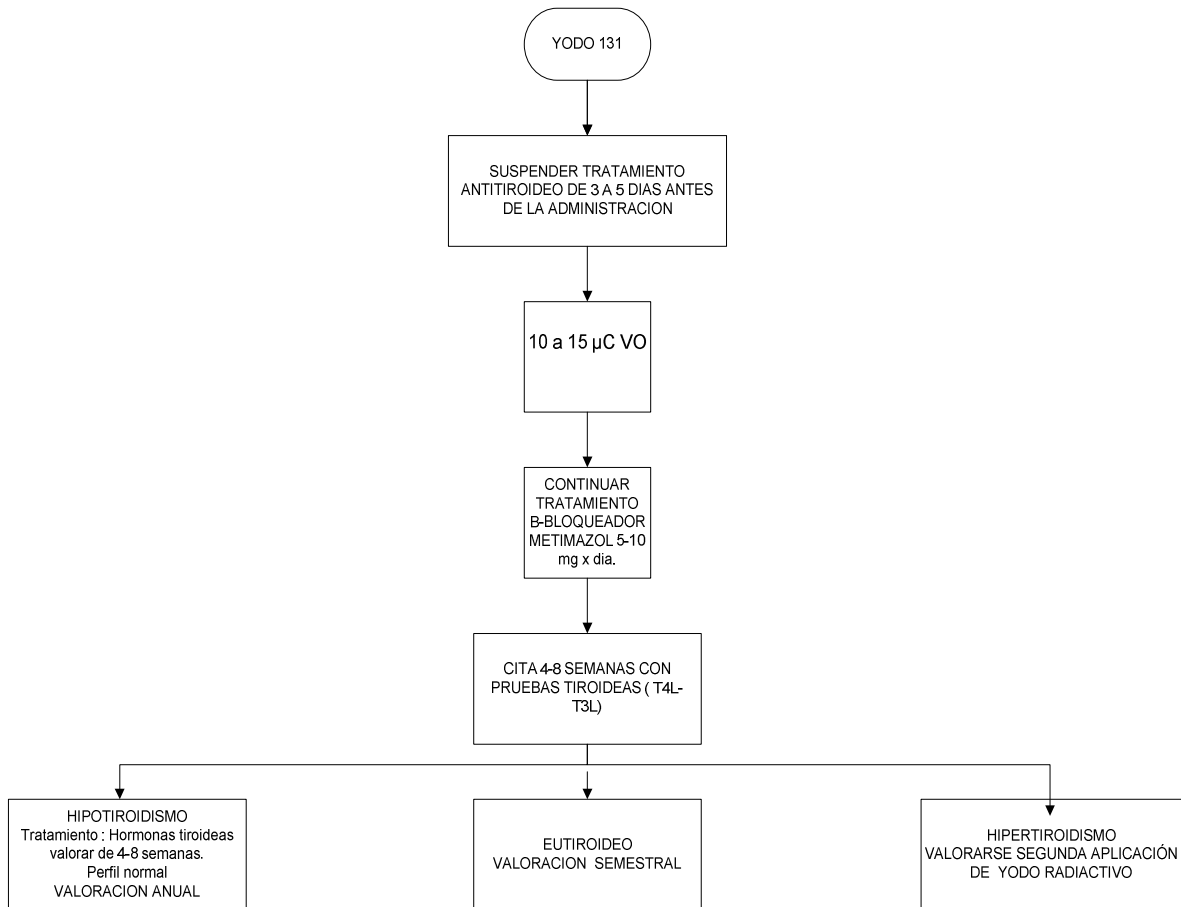 YODO 131
SUSPENDER TRATAMIENTO
ANTITIROIDEO DE 3 A 5 DIAS ANTES
DE LA ADMINISTRACION
10 a 15 µC VO
CONTINUAR
TRATAMIENTO
B-BLOQUEADOR
METIMAZOL 5-10
mg x dia.
CITA 4-8 SEMANAS CON
PRUEBAS TIROIDEAS ( T4L-
T3L)
HIPOTIROIDISMO
Tratamiento : Hormonas tiroideas
valorar de 4-8 semanas.
Perfil normal
VALORACION ANUAL
EUTIROIDEO
VALORACION SEMESTRAL
HIPERTIROIDISMO
VALORARSE SEGUNDA APLICACIÓN
DE YODO RADIACTIVO